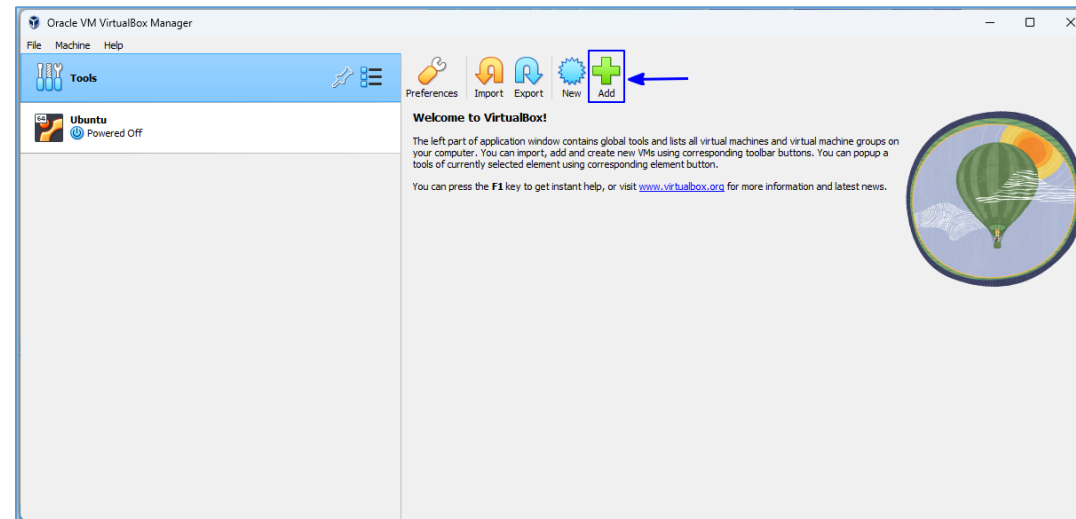 Oracle VM VirtualBox Manager
File Machine Help
Tools
64
Ubuntu
Powered Off
Preferences Import Export New Add
Welcome to VirtualBox!
The left part of application window contains global tools and lists all virtual machines and virtual machine groups on
your computer. You can import, add and create new VMs using corresponding toolbar buttons. You can popup a
tools of currently selected element using corresponding element button.
You can press the F1 key to get instant help, or visit www.virtualbox.org for more information and latest news.